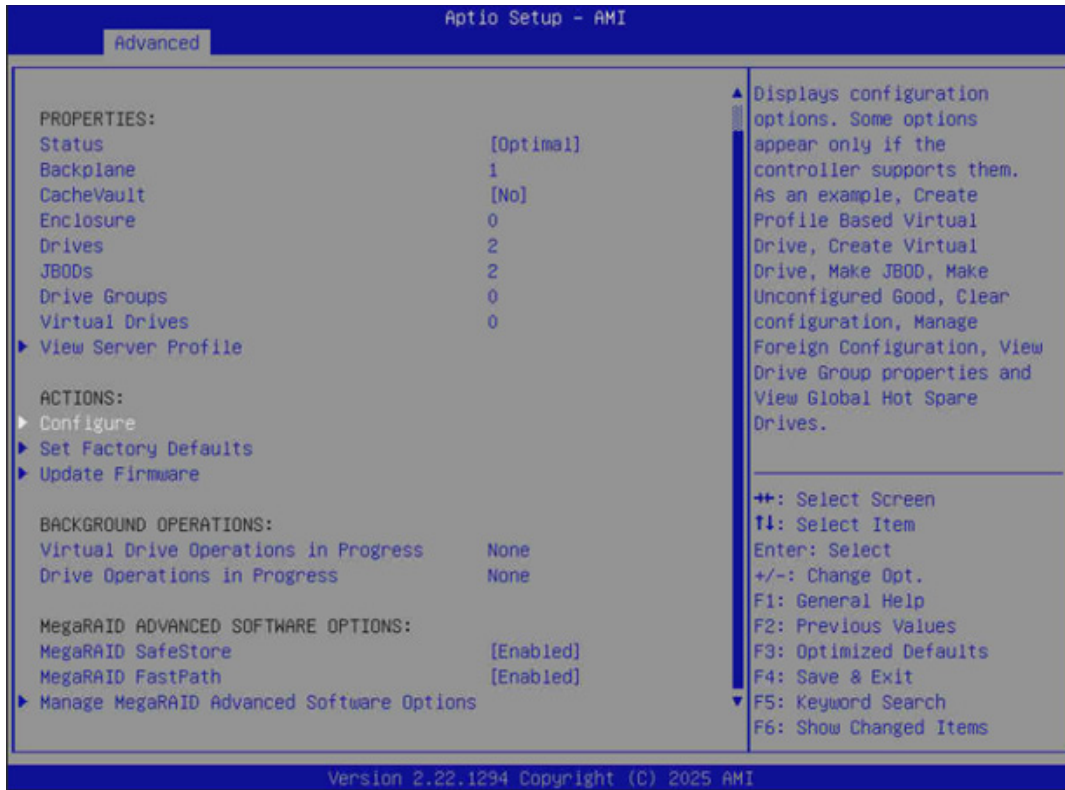 Aptio Setup - AMI
Advanced
PROPERTIES:
Status [Optimal]
Backplane 1
CacheVault [No]
Enclosure 0
Drives 2
JBODs 2
Drive Groups 0
Virtual Drives 0
View Server Profile
ACTIONS:
Configure
Set Factory Defaults
Update Firmware
BACKGROUND OPERATIONS:
Virtual Drive Operations in Progress None
Drive Operations in Progress None
MegaRAID ADVANCED SOFTWARE OPTIONS:
MegaRAID SafeStore [Enabled]
MegaRAID FastPath [Enabled]
Manage MegaRAID Advanced Software Options
Displays configuration
options. Some options
appear only if the
controller supports them.
As an example, Create
Profile Based Virtual
Drive, Create Virtual
Drive, Make JBOD, Make
Unconfigured Good, Clear
configuration, Manage
Foreign Configuration, View
Drive Group properties and
View Global Hot Spare
Drives.
→←: Select Screen
↑↓: Select Item
Enter: Select
+/-: Change Opt.
F1: General Help
F2: Previous Values
F3: Optimized Defaults
F4: Save & Exit
F5: Keyword Search
F6: Show Changed Items
Version 2.22.1294 Copyright (C) 2025 AMI